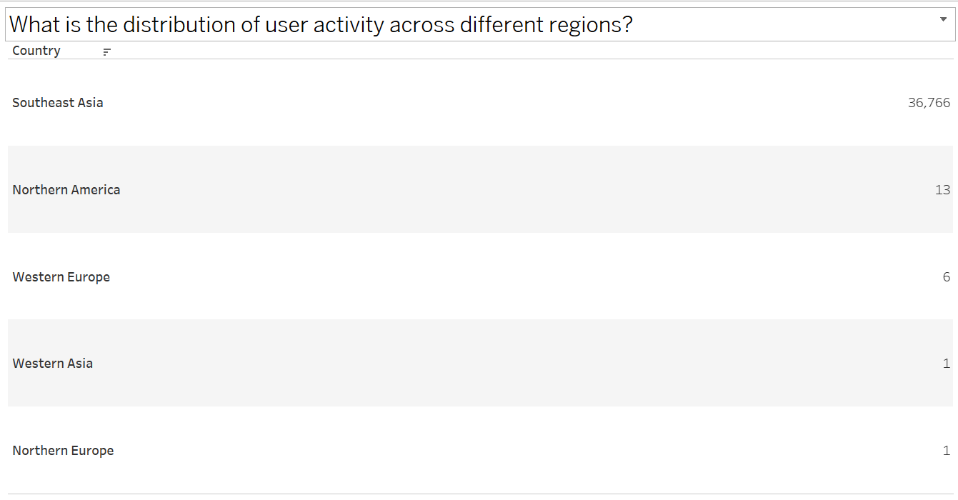 What is the distribution of user activity across different regions?
Country
Southeast Asia 36,766
Northern America 13
Western Europe 6
Western Asia 1
Northern Europe 1